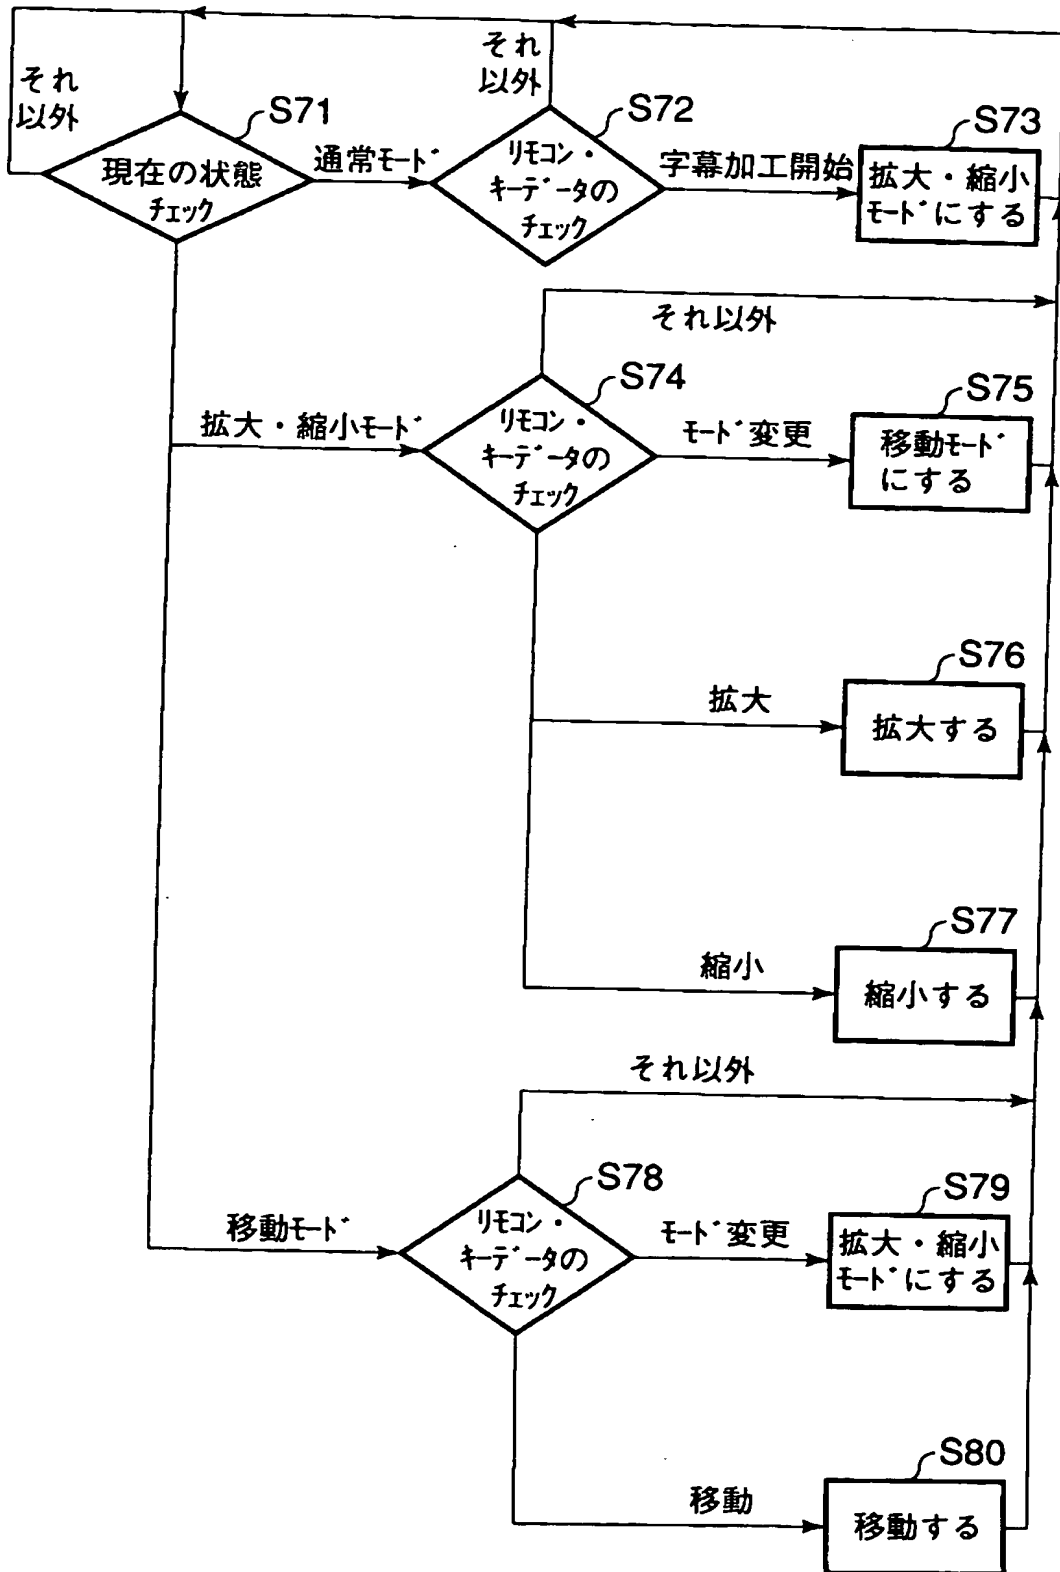 それ
以外
S71
現在の状態
チェック
通常モード
それ
以外
S72
リモコン・
キーデータの
チェック
字幕加工開始
S73
拡大・縮小
モードにする
それ以外
拡大・縮小モード
S74
リモコン・
キーデータの
チェック
モード変更
S75
移動モード
にする
拡大
S76
拡大する
縮小
S77
縮小する
それ以外
移動モード
S78
リモコン・
キーデータの
チェック
モード変更
S79
拡大・縮小
モードにする
移動
S80
移動する